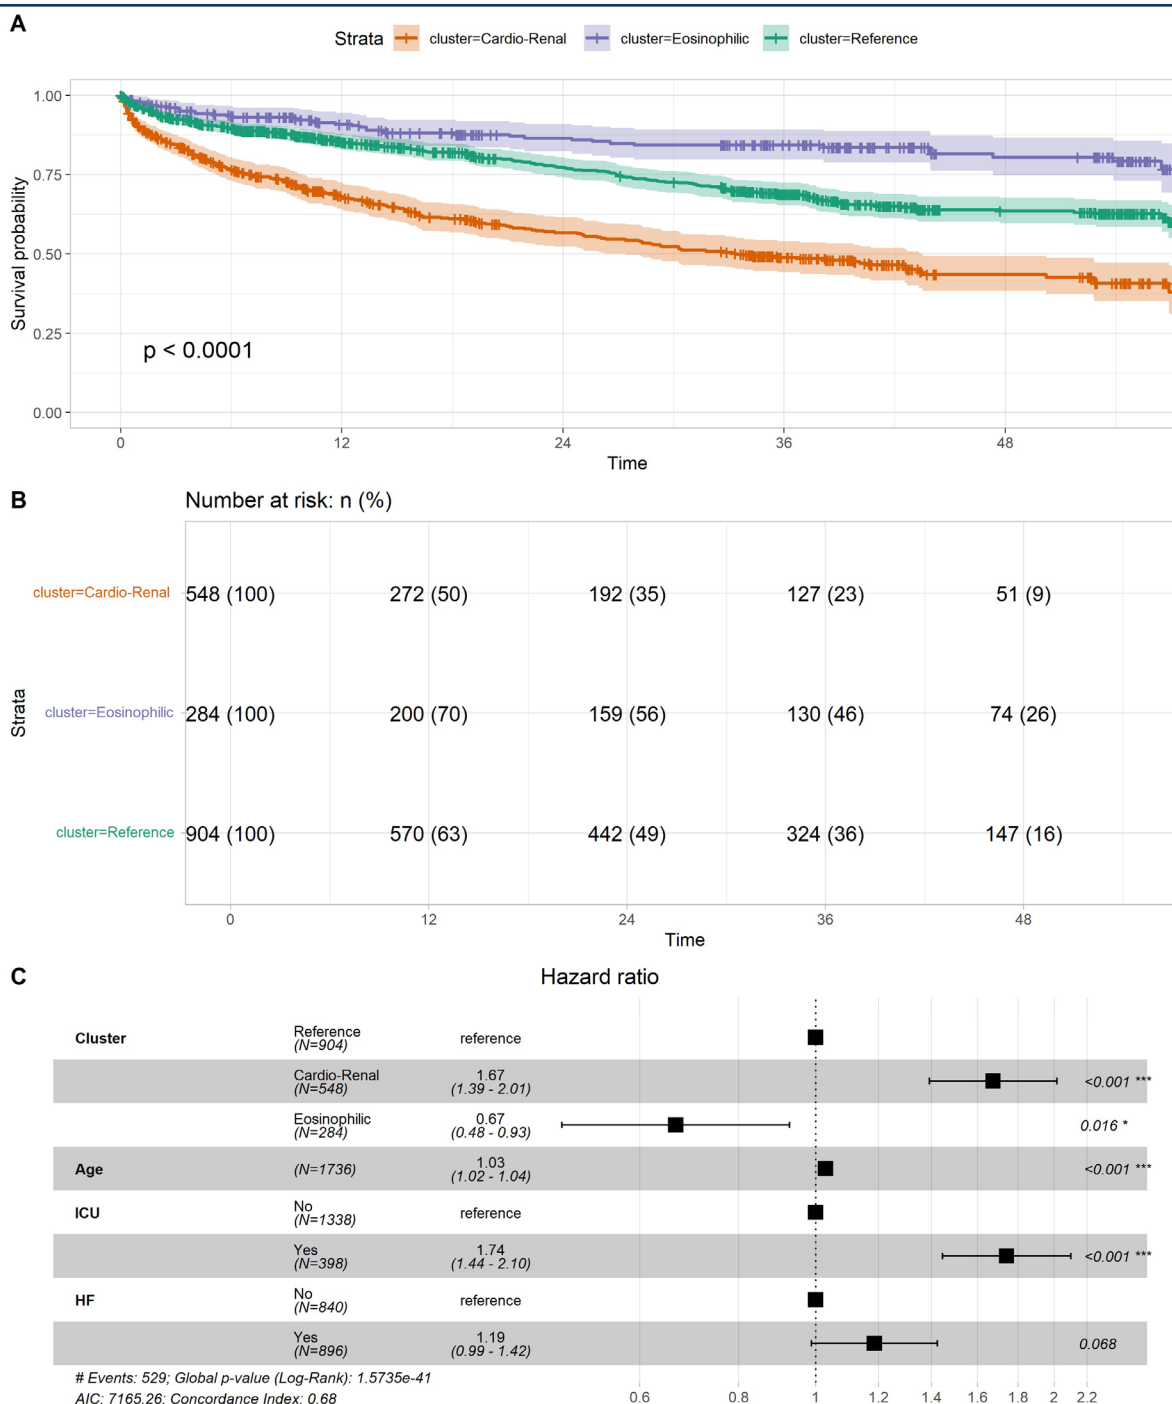 A
Strata cluster=Cardio-Renal cluster=Eosinophilic cluster=Reference
1.00
0.75
0.50
0.25
0.00
Survival probability
p < 0.0001
0 12 24 36 48
Time
B
Number at risk: n (%)
Strata
cluster=Cardio-Renal 548 (100) 272 (50) 192 (35) 127 (23) 51 (9)
cluster=Eosinophilic 284 (100) 200 (70) 159 (56) 130 (46) 74 (26)
cluster=Reference 904 (100) 570 (63) 442 (49) 324 (36) 147 (16)
0 12 24 36 48
Time
C
Hazard ratio
Cluster Reference reference
(N=904)
Cardio-Renal 1.67 <0.001 ***
(N=548) (1.39 - 2.01)
Eosinophilic 0.67 0.016 *
(N=284) (0.48 - 0.93)
Age (N=1736) 1.03 <0.001 ***
(1.02 - 1.04)
ICU No reference
(N=1338)
Yes 1.74 <0.001 ***
(N=398) (1.44 - 2.10)
HF No reference
(N=840)
Yes 1.19 0.068
(N=896) (0.99 - 1.42)
# Events: 529; Global p-value (Log-Rank): 1.5735e-41
AIC: 7165.26; Concordance Index: 0.68
0.6 0.8 1 1.2 1.4 1.6 1.8 2 2.2